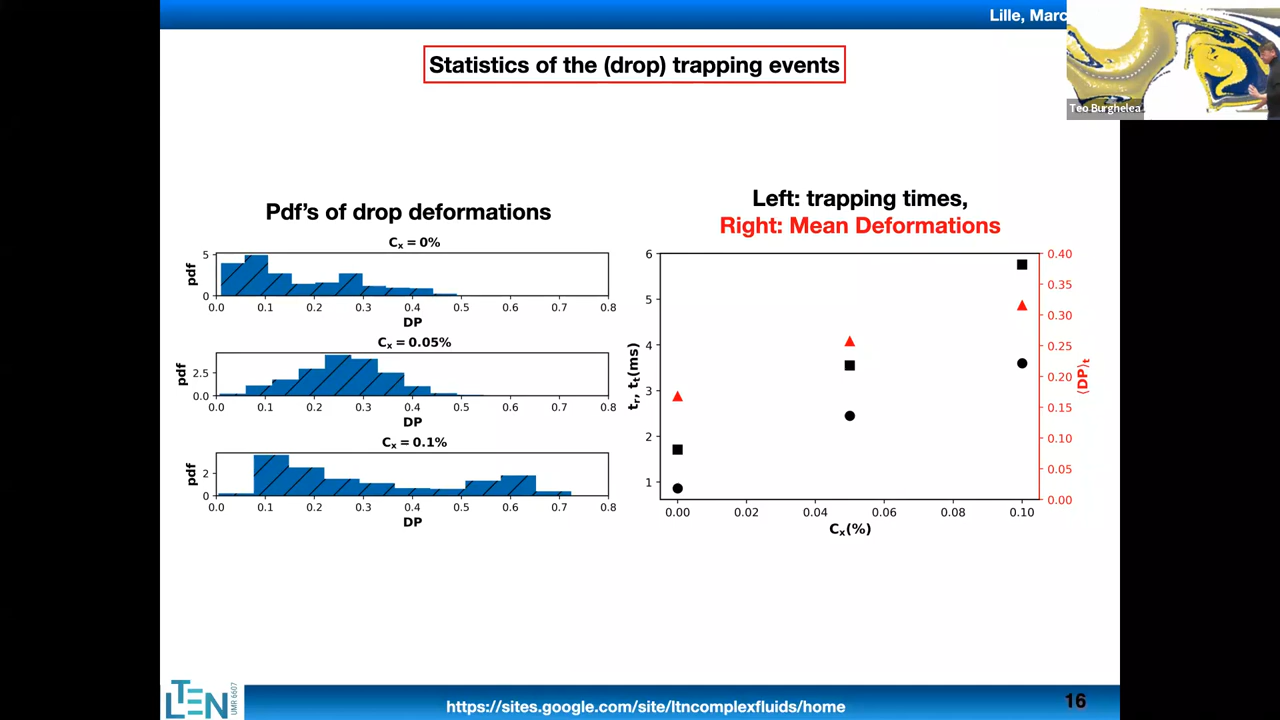 Lille, Marc
Teo Burghelea
Statistics of the (drop) trapping events
Pdf's of drop deformations
Cx = 0%
pdf
5
0
0.0 0.1 0.2 0.3 0.4 0.5 0.6 0.7 0.8
DP
Cx = 0.05%
pdf
2.5
0.0
0.0 0.1 0.2 0.3 0.4 0.5 0.6 0.7 0.8
DP
Cx = 0.1%
pdf
2
0
0.0 0.1 0.2 0.3 0.4 0.5 0.6 0.7 0.8
DP
Left: trapping times,
Right: Mean Deformations
tr, tt(ms)
6
5
4
3
2
1
0.00 0.02 0.04 0.06 0.08 0.10
Cx(%)
0.40
0.35
0.30
0.25
0.20
0.15
0.10
0.05
0.00
⟨DP⟩t
LTEN
UMR 6607
https://sites.google.com/site/ltncomplexfluids/home
16